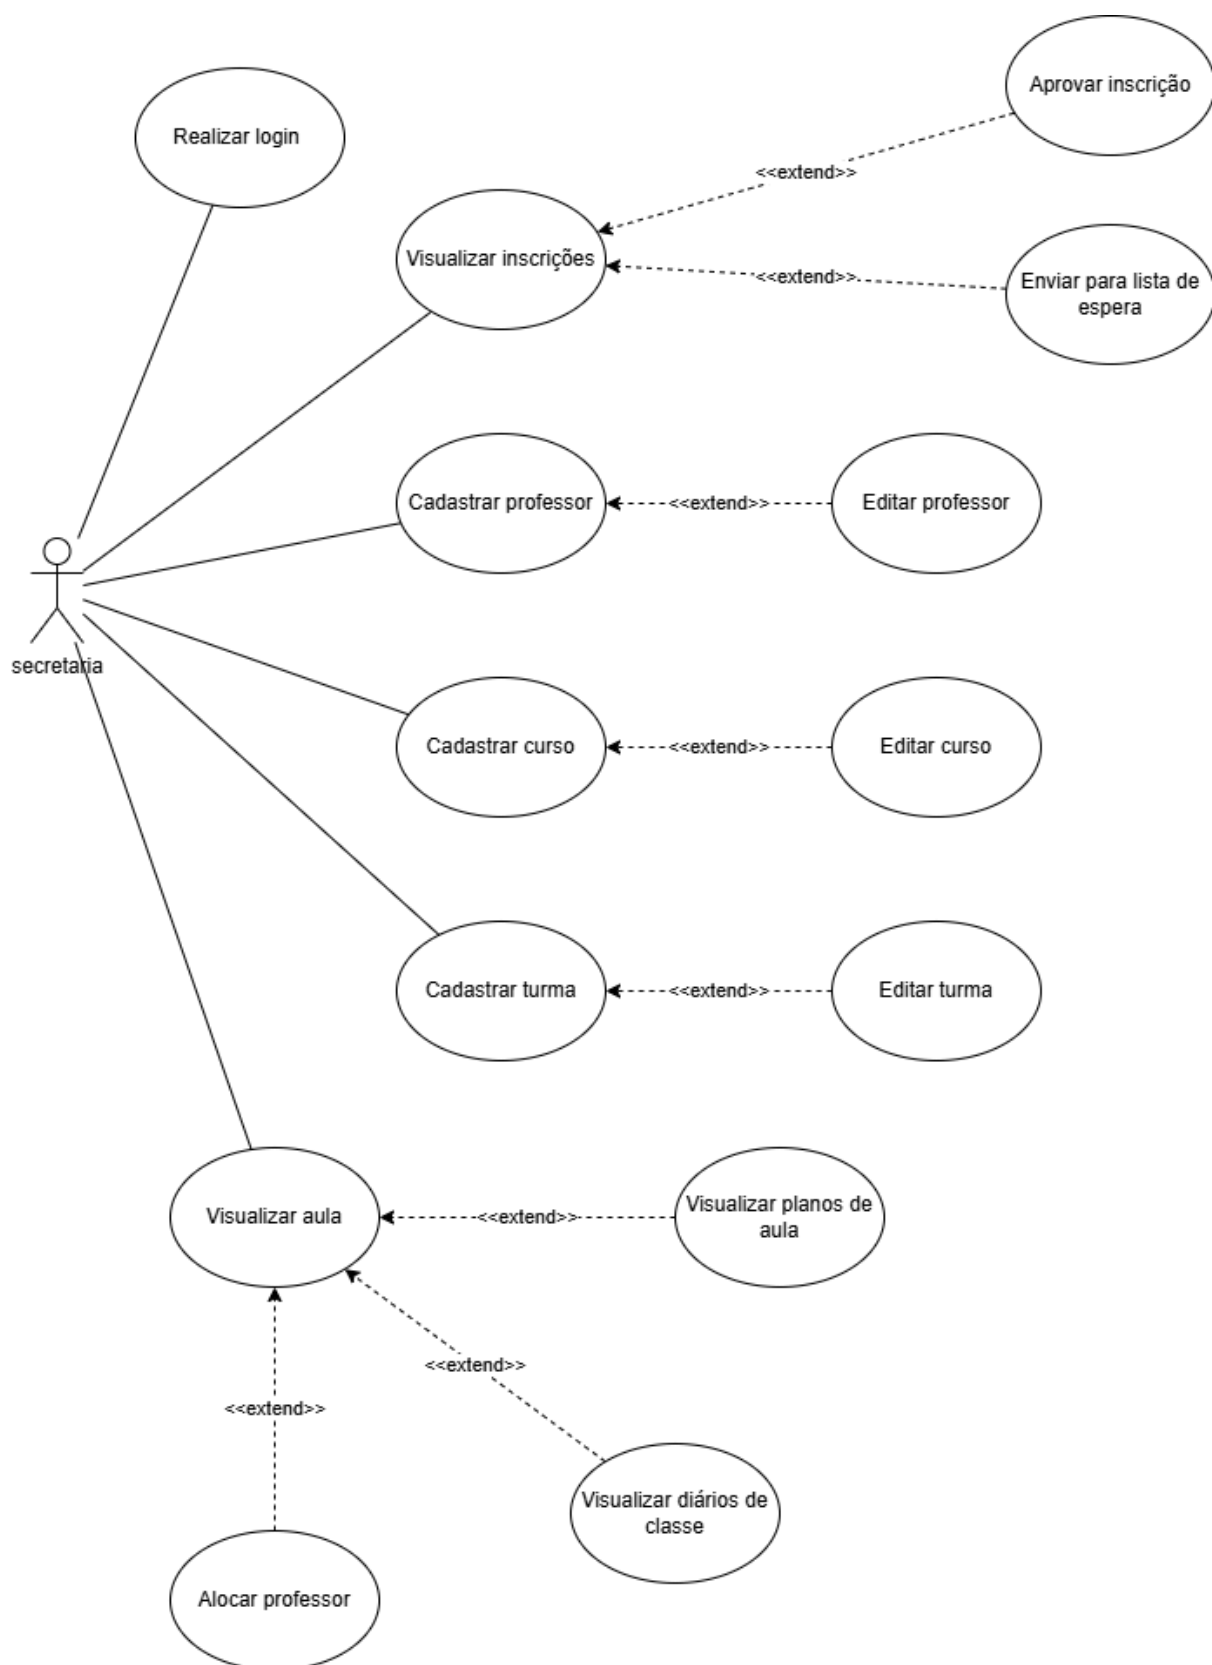 Aprovar inscrição
Realizar login
<<extend>>
Visualizar inscrições
<<extend>>
Enviar para lista de
espera
Cadastrar professor
<<extend>>
Editar professor
secretaria
Cadastrar curso
<<extend>>
Editar curso
Cadastrar turma
<<extend>>
Editar turma
Visualizar aula
<<extend>>
Visualizar planos de
aula
<<extend>>
<<extend>>
Visualizar diários de
classe
Alocar professor